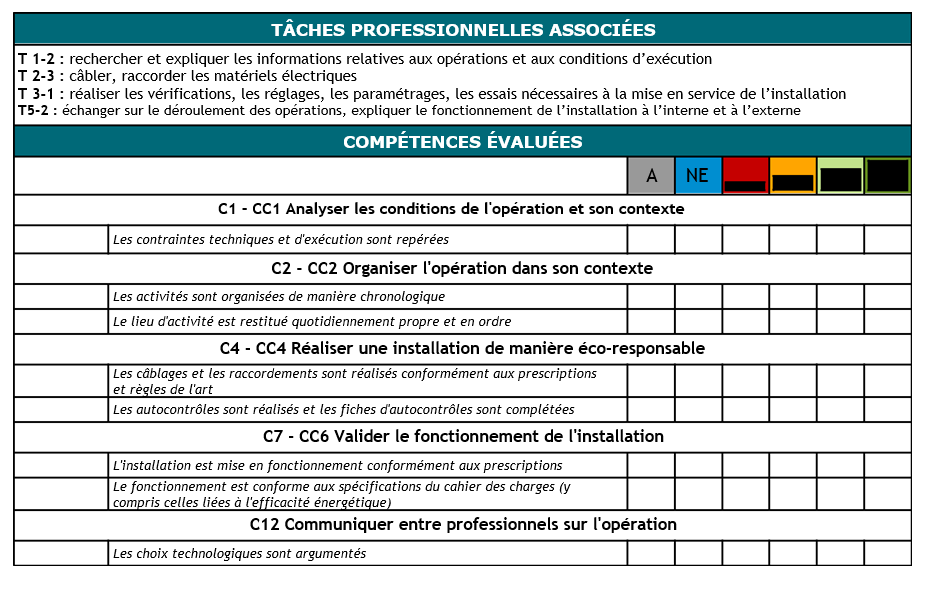 TÂCHES PROFESSIONNELLES ASSOCIÉES
T 1-2 : rechercher et expliquer les informations relatives aux opérations et aux conditions d’exécution
T 2-3 : câbler, raccorder les matériels électriques
T 3-1 : réaliser les vérifications, les réglages, les paramétrages, les essais nécessaires à la mise en service de l’installation
T5-2 : échanger sur le déroulement des opérations, expliquer le fonctionnement de l’installation à l’interne et à l’externe
COMPÉTENCES ÉVALUÉES
A NE
C1 - CC1 Analyser les conditions de l'opération et son contexte
Les contraintes techniques et d'exécution sont repérées
C2 - CC2 Organiser l'opération dans son contexte
Les activités sont organisées de manière chronologique
Le lieu d'activité est restitué quotidiennement propre et en ordre
C4 - CC4 Réaliser une installation de manière éco-responsable
Les câblages et les raccordements sont réalisés conformément aux prescriptions
et règles de l'art
Les autocontrôles sont réalisés et les fiches d'autocontrôles sont complétées
C7 - CC6 Valider le fonctionnement de l'installation
L'installation est mise en fonctionnement conformément aux prescriptions
Le fonctionnement est conforme aux spécifications du cahier des charges (y
compris celles liées à l'efficacité énergétique)
C12 Communiquer entre professionnels sur l'opération
Les choix technologiques sont argumentés